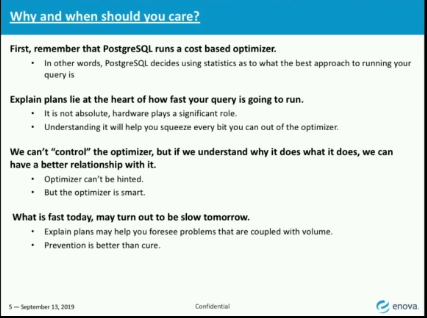 Why and when should you care?
First, remember that PostgreSQL runs a cost based optimizer.
• In other words, PostgreSQL decides using statistics as to what the best approach to running your
query is
Explain plans lie at the heart of how fast your query is going to run.
• It is not absolute, hardware plays a significant role.
• Understanding it will help you squeeze every bit you can out of the optimizer.
We can't "control" the optimizer, but if we understand why it does what it does, we can
have a better relationship with it.
• Optimizer can't be hinted.
• But the optimizer is smart.
What is fast today, may turn out to be slow tomorrow.
• Explain plans may help you foresee problems that are coupled with volume.
• Prevention is better than cure.
5 — September 13, 2019
Confidential
enova.